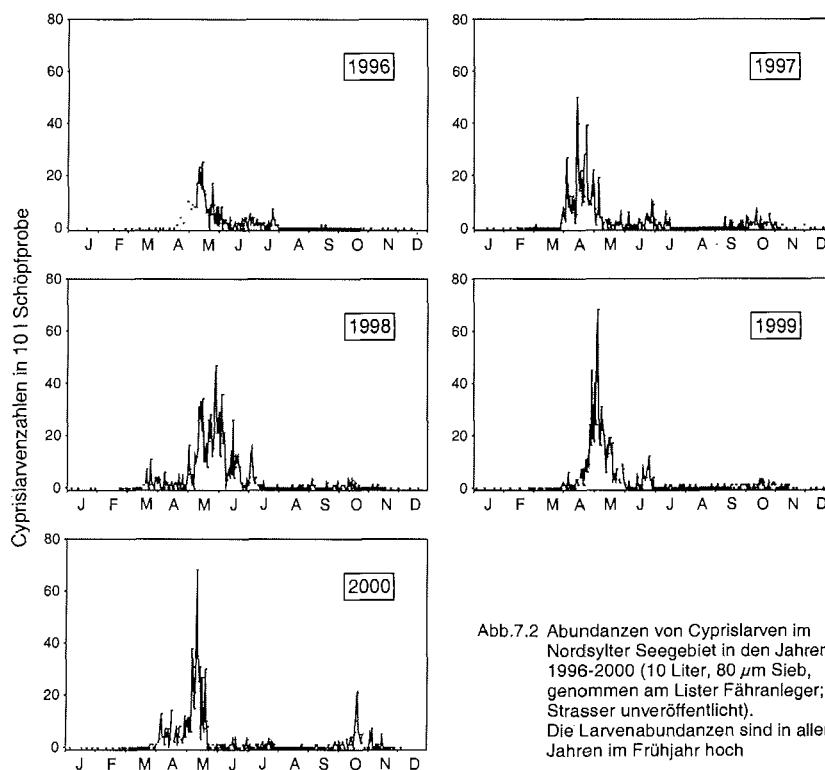 Cyprislarvenzahlen in 10 l Schöpfprobe
80
60
40
20
0
1996
J F M A M J J A S O N D
80
60
40
20
0
1997
J F M A M J J A S O N D
80
60
40
20
0
1998
J F M A M J J A S O N D
80
60
40
20
0
1999
J F M A M J J A S O N D
80
60
40
20
0
2000
J F M A M J J A S O N D
Abb.7.2 Abundanzen von Cyprislarven im
Nordsylter Seegebiet in den Jahren
1996-2000 (10 Liter, 80 µm Sieb,
genommen am Lister Fähranleger;
Strasser unveröffentlicht).
Die Larvenabundanzen sind in allen
Jahren im Frühjahr hoch